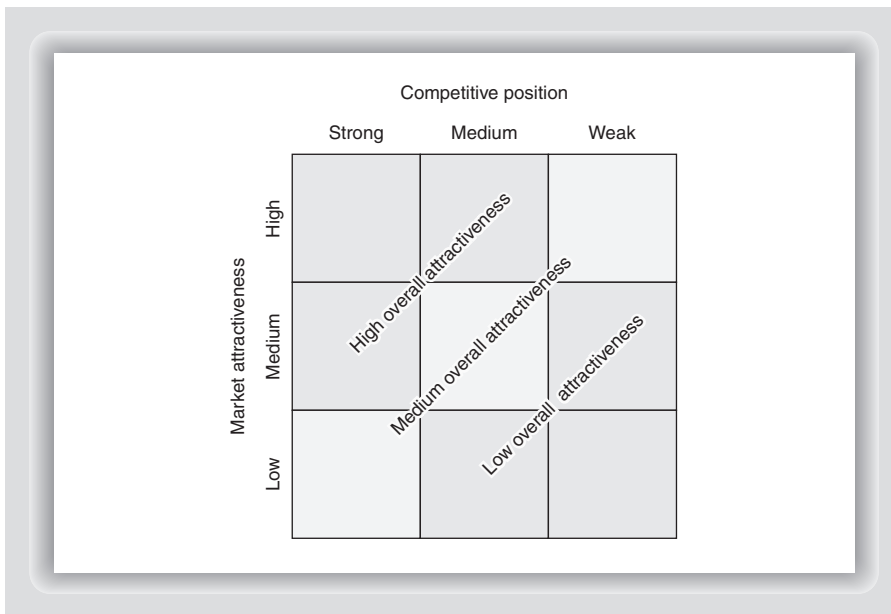 Competitive position
Strong Medium Weak
Market attractiveness
High
Medium
Low
High overall attractiveness
Medium overall attractiveness
Low overall attractiveness